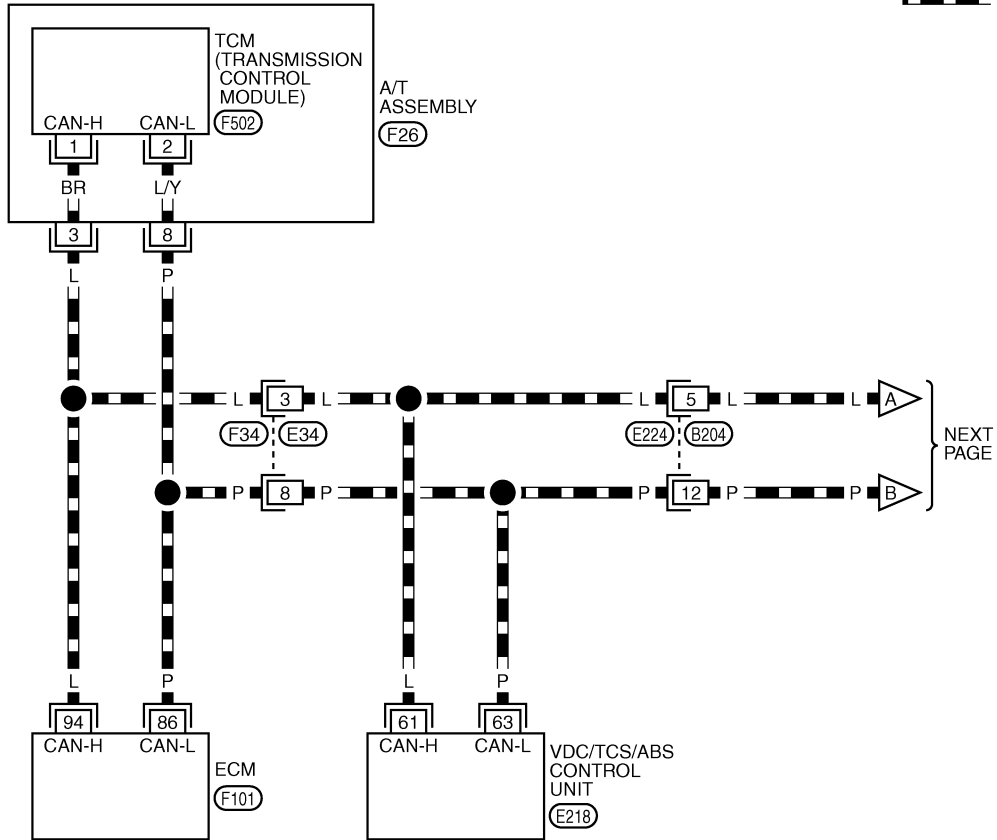 TCM
(TRANSMISSION
CONTROL
MODULE)
F502
A/T
ASSEMBLY
F26
CAN-H CAN-L
1 2
BR L/Y
3 8
L P
L 3 L L 5 L L A
F34 E34 E224 B204
NEXT
PAGE
P 8 P P 12 P P B
L P L P
94 86 61 63
CAN-H CAN-L CAN-H CAN-L
ECM
F101
VDC/TCS/ABS
CONTROL
UNIT
E218